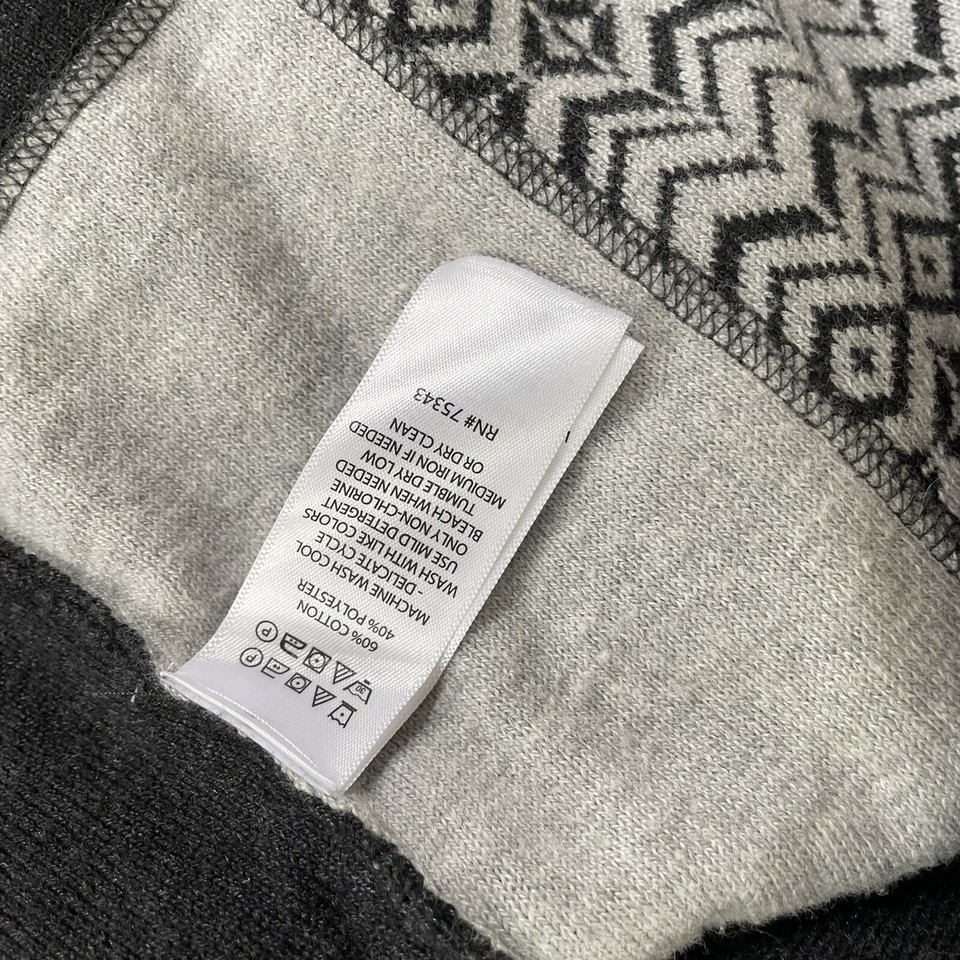 60% COTTON
40% POLYESTER
MACHINE WASH COOL
- DELICATE CYCLE
WASH WITH LIKE COLORS
USE MILD DETERGENT
ONLY NON-CHLORINE
BLEACH WHEN NEEDED
TUMBLE DRY LOW
MEDIUM IRON IF NEEDED
OR DRY CLEAN
RN# 75343